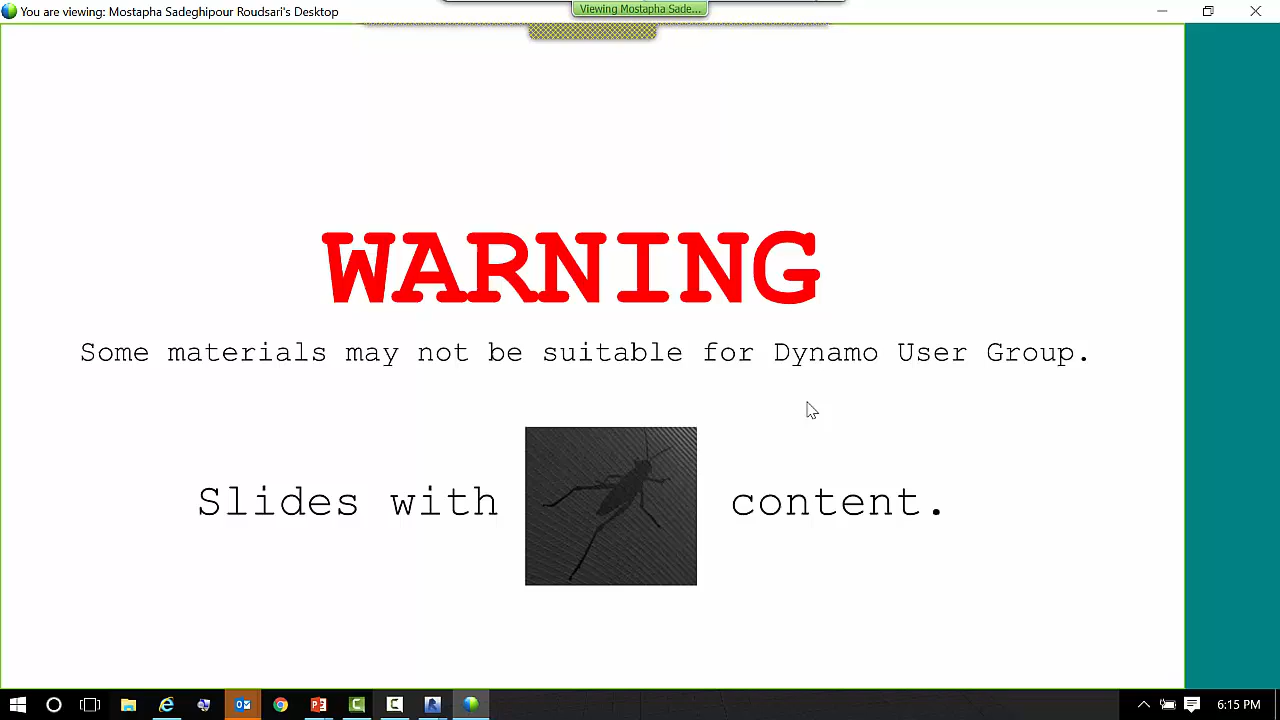 You are viewing: Mostapha Sadeghipour Roudsari's Desktop
Viewing Mostapha Sade...
WARNING
Some materials may not be suitable for Dynamo User Group.
Slides with content.
6:15 PM